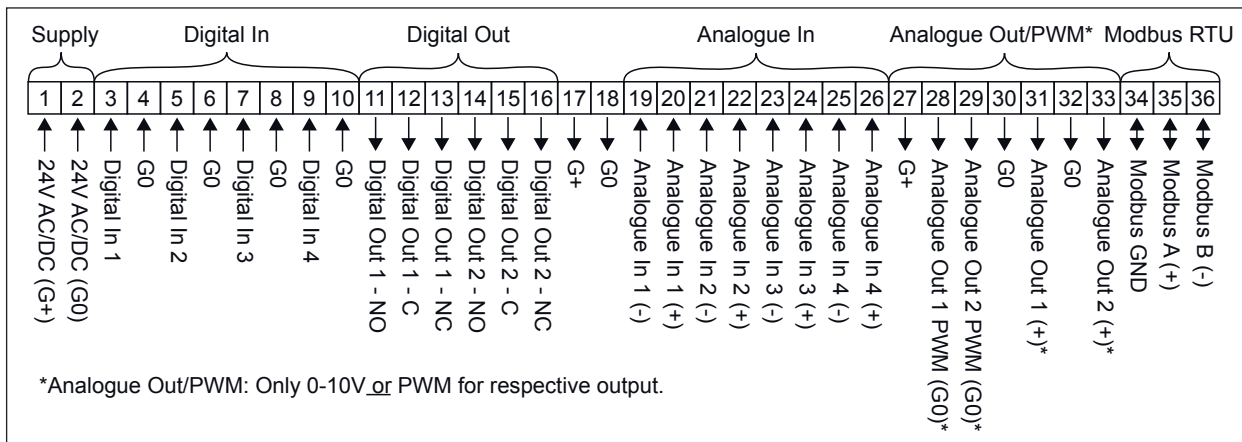 Supply
Digital In
Digital Out
Analogue In
Analogue Out/PWM*
Modbus RTU
1 2 3 4 5 6 7 8 9 10 11 12 13 14 15 16 17 18 19 20 21 22 23 24 25 26 27 28 29 30 31 32 33 34 35 36
24V AC/DC (G+)
24V AC/DC (G0)
Digital In 1
G0
Digital In 2
G0
Digital In 3
G0
Digital In 4
G0
Digital Out 1 - NO
Digital Out 1 - C
Digital Out 1 - NC
Digital Out 2 - NO
Digital Out 2 - C
Digital Out 2 - NC
G+
G0
Analogue In 1 (-)
Analogue In 1 (+)
Analogue In 2 (-)
Analogue In 2 (+)
Analogue In 3 (-)
Analogue In 3 (+)
Analogue In 4 (-)
Analogue In 4 (+)
G+
Analogue Out 1 PWM (G0)*
Analogue Out 2 PWM (G0)*
G0
Analogue Out 1 (+)*
G0
Analogue Out 2 (+)*
Modbus GND
Modbus A (+)
Modbus B (-)
*Analogue Out/PWM: Only 0-10V or PWM for respective output.